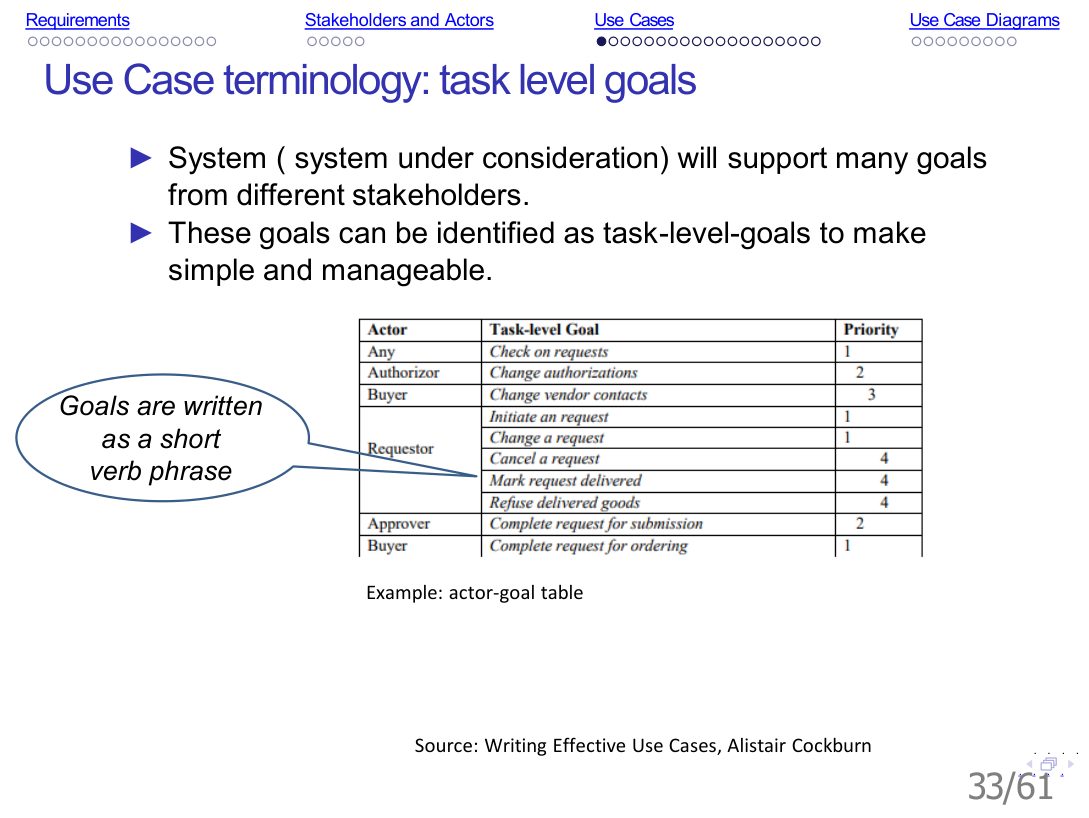 Requirements Stakeholders and Actors Use Cases Use Case Diagrams
Use Case terminology: task level goals
► System ( system under consideration) will support many goals
from different stakeholders.
► These goals can be identified as task-level-goals to make
simple and manageable.
Actor Task-level Goal Priority
Any Check on requests 1
Authorizor Change authorizations 2
Buyer Change vendor contacts 3
Requestor Initiate an request 1
Change a request 1
Cancel a request 4
Mark request delivered 4
Refuse delivered goods 4
Approver Complete request for submission 2
Buyer Complete request for ordering 1
Goals are written
as a short
verb phrase
Example: actor-goal table
Source: Writing Effective Use Cases, Alistair Cockburn
33/61